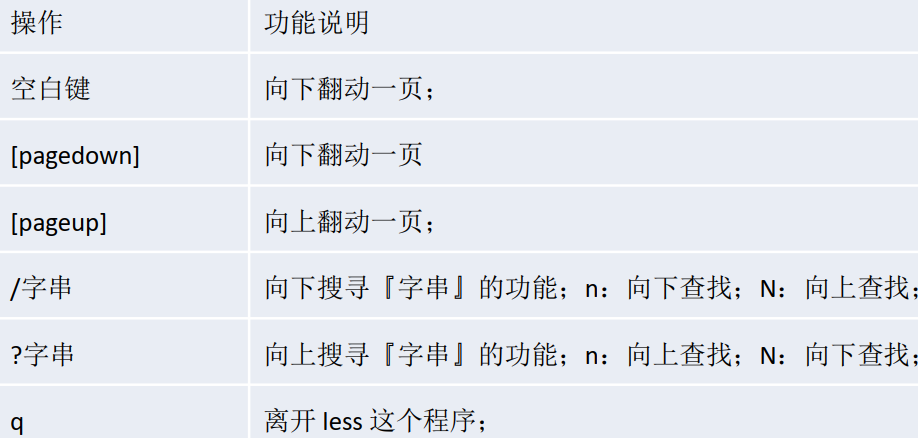 操作 功能说明
空白键 向下翻动一页；
[pagedown] 向下翻动一页
[pageup] 向上翻动一页；
/字串 向下搜寻『字串』的功能；n：向下查找；N：向上查找；
?字串 向上搜寻『字串』的功能；n：向上查找；N：向下查找；
q 离开 less 这个程序；